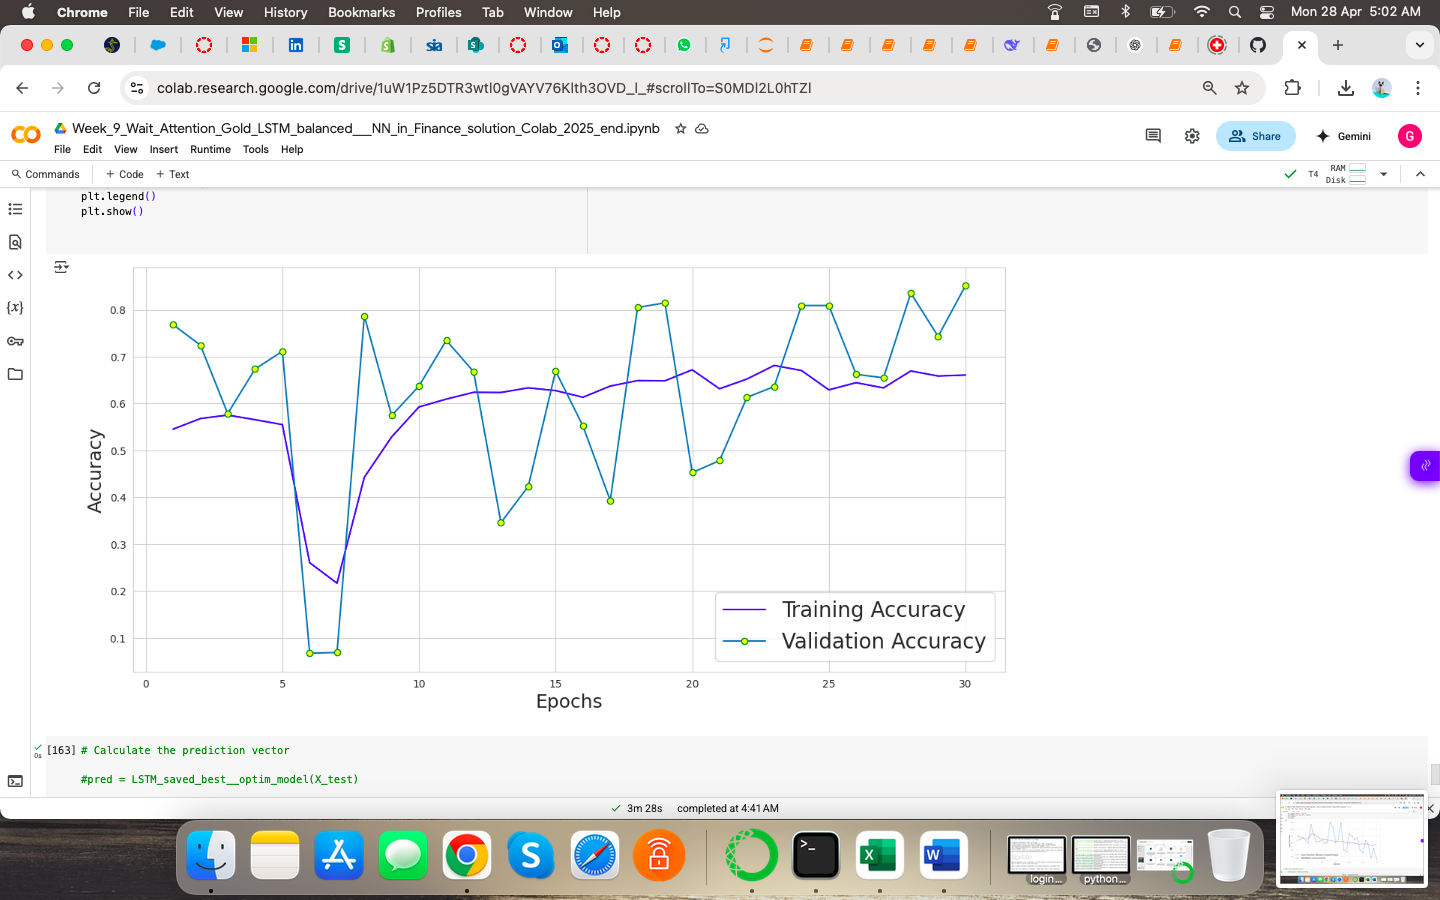 Chrome File Edit View History Bookmarks Profiles Tab Window Help Mon 28 Apr 5:02 AM
colab.research.google.com/drive/1uW1Pz5DTR3wtI0gVAYV76KIth3OVD_I_#scrollTo=S0MDI2L0hTZI
Week_9_Wait_Attention_Gold_LSTM_balanced___NN_in_Finance_solution_Colab_2025_end.ipynb
Share Gemini G
File Edit View Insert Runtime Tools Help
Commands + Code + Text T4 RAM
Disk
plt.legend()
plt.show()
0.8
0.7
0.6
0.5
0.4
0.3
0.2
0.1
Accuracy
Training Accuracy
Validation Accuracy
0 5 10 15 20 25 30
Epochs
[163] # Calculate the prediction vector
0s
#pred = LSTM_saved_best__optim_model(X_test)
3m 28s completed at 4:41 AM
login...
python...